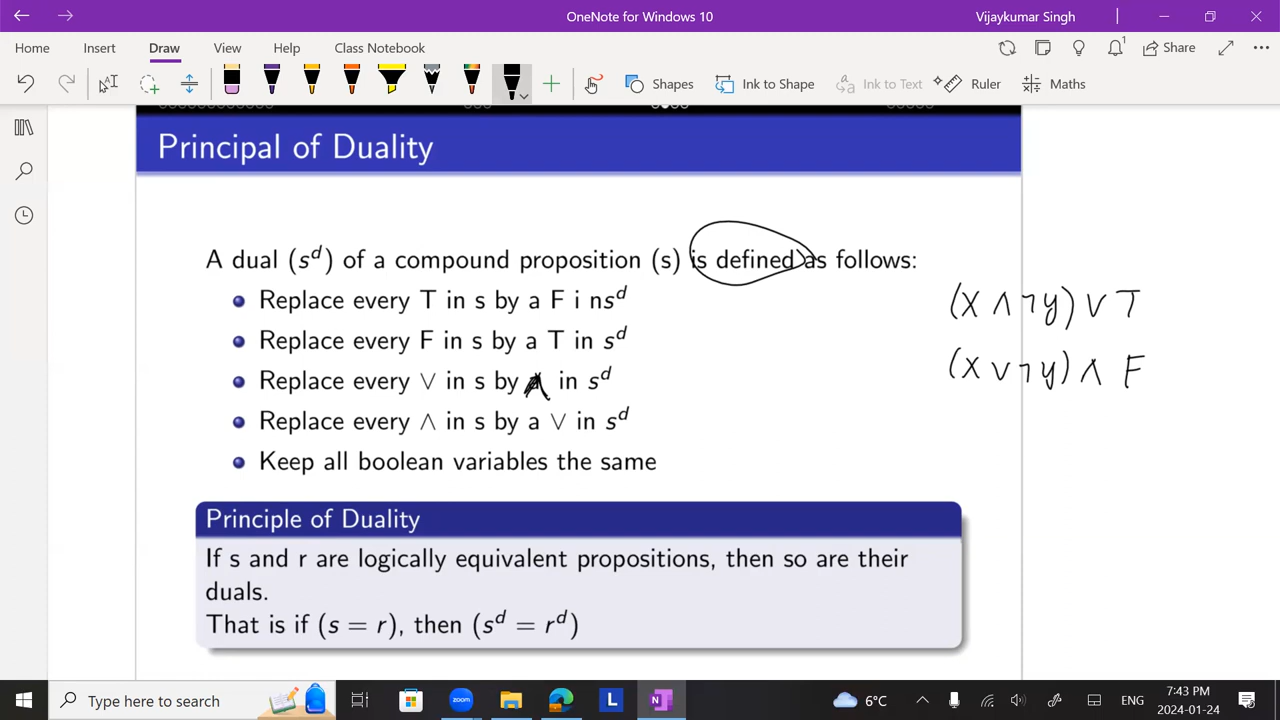 OneNote for Windows 10
Vijaykumar Singh
Home Insert Draw View Help Class Notebook
1
Share
Shapes
Ink to Shape
Ink to Text
Ruler
Maths
Principal of Duality
A dual (s^d) of a compound proposition (s) is defined as follows:
Replace every T in s by a F i ns^d
Replace every F in s by a T in s^d
Replace every ∨ in s by ∧ in s^d
Replace every ∧ in s by a ∨ in s^d
Keep all boolean variables the same
(x ∧ ¬y) ∨ T
(x ∨ ¬y) ∧ F
Principle of Duality
If s and r are logically equivalent propositions, then so are their
duals.
That is if (s = r), then (s^d = r^d)
Type here to search
zoom
L
N
6°C
ENG
7:43 PM
2024-01-24
3